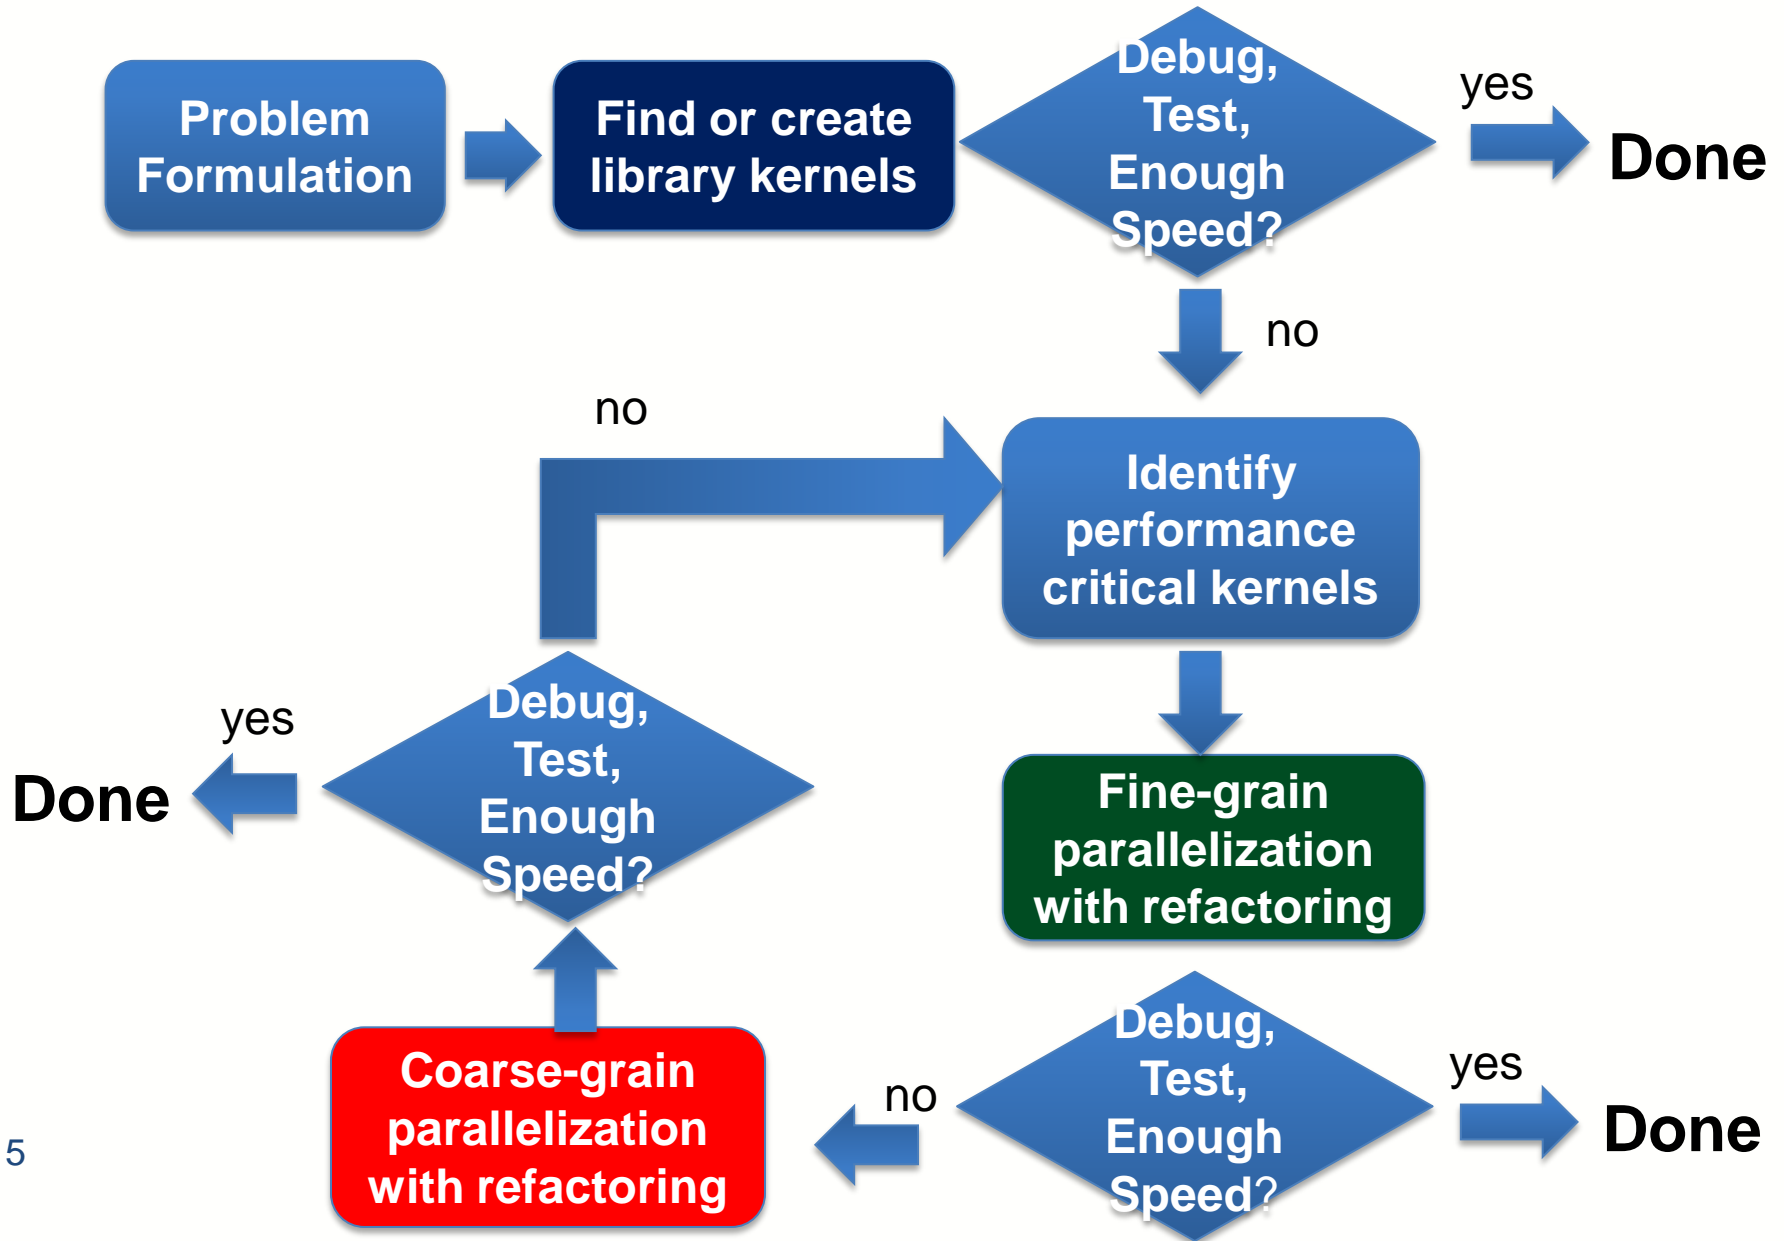 Problem
Formulation
Find or create
library kernels
Debug,
Test,
Enough
Speed?
yes
Done
no
Identify
performance
critical kernels
Fine-grain
parallelization
with refactoring
Debug,
Test,
Enough
Speed?
yes
Done
no
Coarse-grain
parallelization
with refactoring
Debug,
Test,
Enough
Speed?
yes
Done
no
5